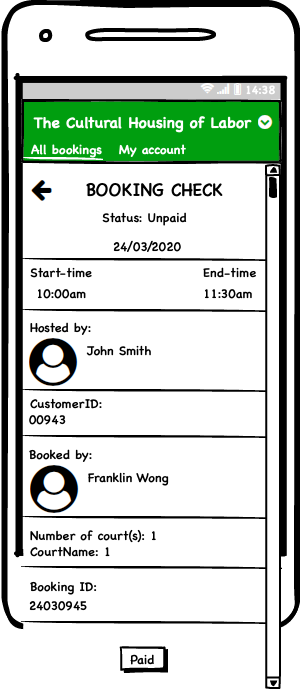 14:38
The Cultural Housing of Labor
All bookings My account
BOOKING CHECK
Status: Unpaid
24/03/2020
Start-time End-time
10:00am 11:30am
Hosted by:
John Smith
CustomerID:
00943
Booked by:
Franklin Wong
Number of court(s): 1
CourtName: 1
Booking ID:
24030945
Paid